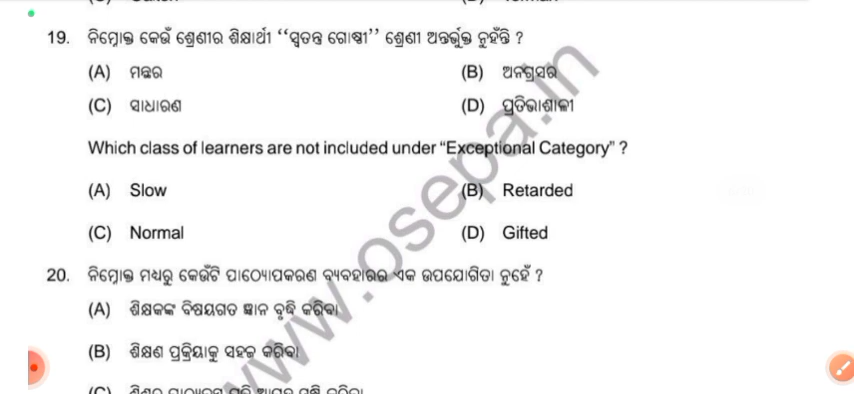 19. ନିମ୍ନୋକ୍ତ କେଉଁ ଶ୍ରେଣୀର ଶିକ୍ଷାର୍ଥୀ “ସ୍ୱତନ୍ତ୍ର ଗୋଷ୍ଠୀ” ଶ୍ରେଣୀ ଅନ୍ତର୍ଭୁକ୍ତ ନୁହଁନ୍ତି ?
(A) ମନ୍ଥର (B) ଅନଗ୍ରସର
(C) ସାଧାରଣ (D) ପ୍ରତିଭାଶାଳୀ
Which class of learners are not included under “Exceptional Category” ?
(A) Slow (B) Retarded
(C) Normal (D) Gifted
20. ନିମ୍ନୋକ୍ତ ମଧ୍ୟରୁ କେଉଁଟି ପାଠ୍ୟୋପକରଣ ବ୍ୟବହାରର ଏକ ଉପଯୋଗିତା ନୁହେଁ ?
(A) ଶିକ୍ଷକଙ୍କ ବିଷୟଗତ ଜ୍ଞାନ ବୃଦ୍ଧି କରିବା
(B) ଶିକ୍ଷଣ ପ୍ରକ୍ରିୟାକୁ ସହଜ କରିବା
www.osepa.in